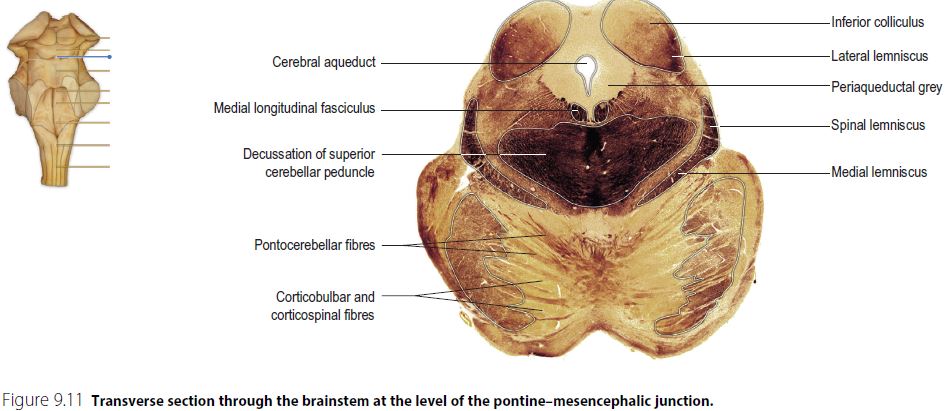 Cerebral aqueduct
Medial longitudinal fasciculus
Decussation of superior
cerebellar peduncle
Pontocerebellar fibres
Corticobulbar and
corticospinal fibres
Inferior colliculus
Lateral lemniscus
Periaqueductal grey
Spinal lemniscus
Medial lemniscus
Figure 9.11 Transverse section through the brainstem at the level of the pontine–mesencephalic junction.